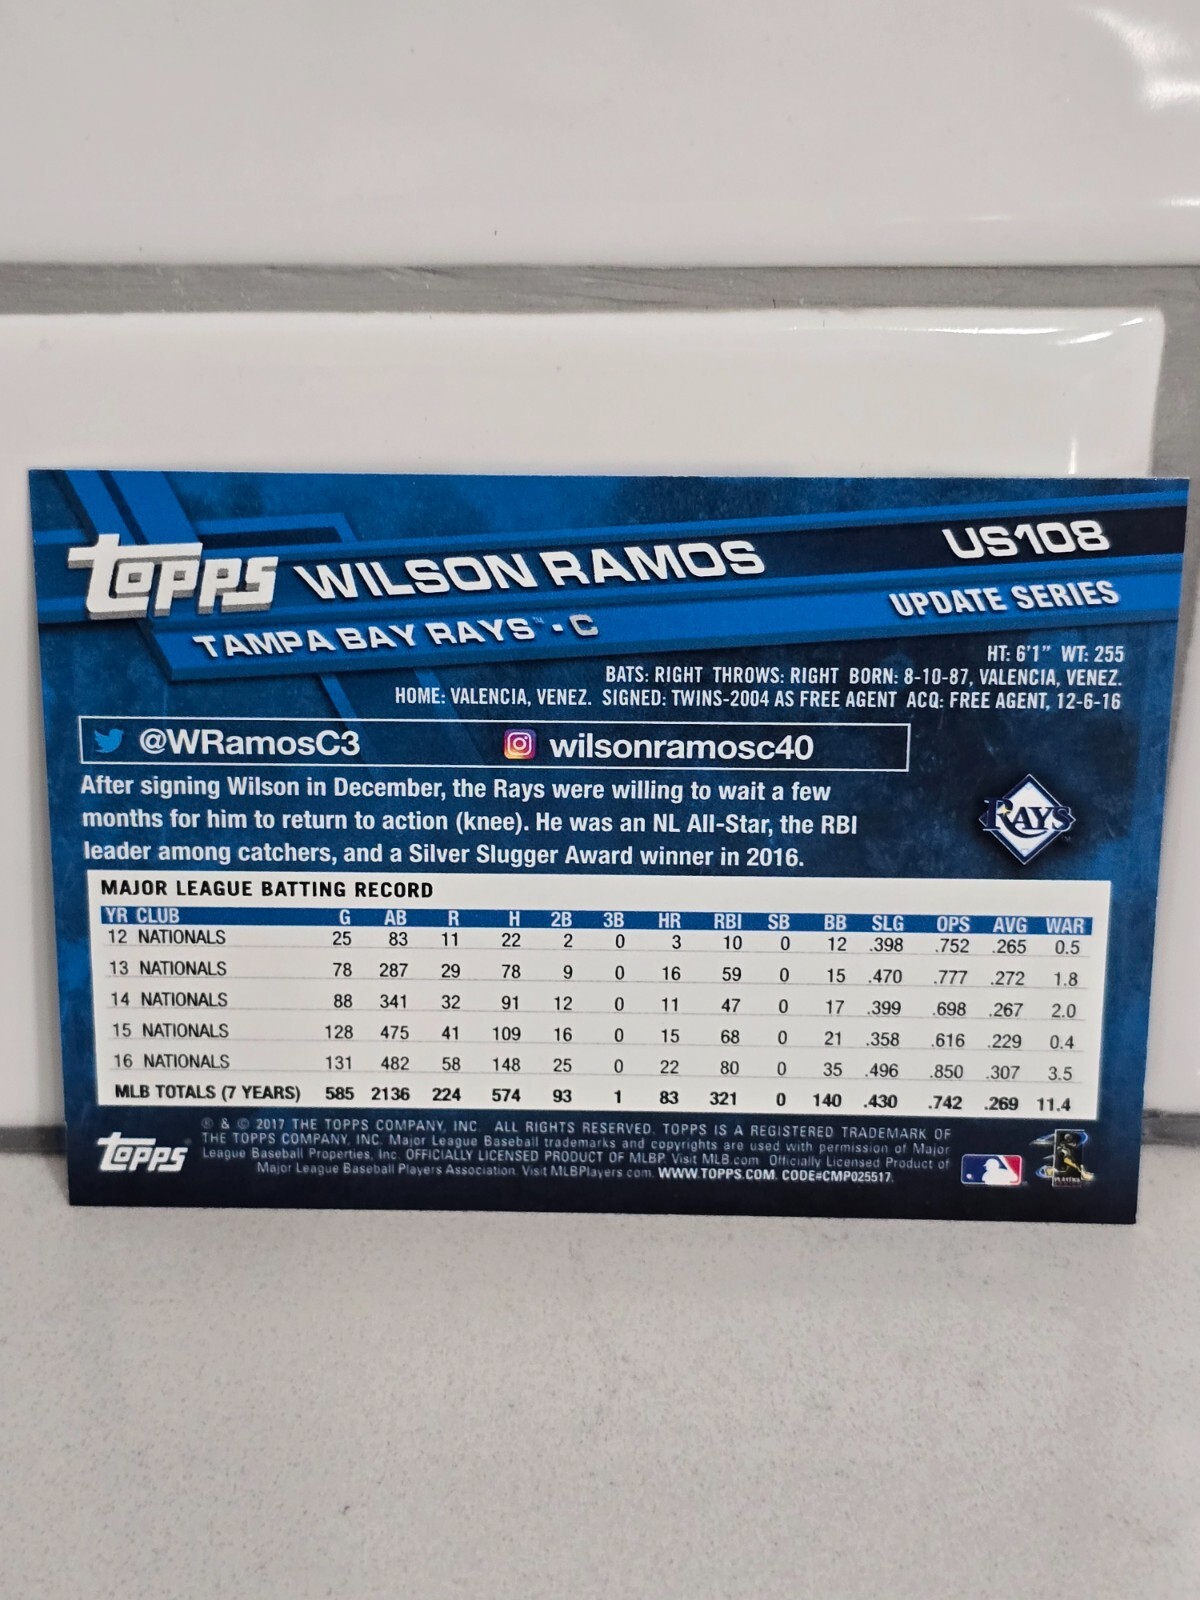 topps WILSON RAMOS US108
TAMPA BAY RAYS™ • C UPDATE SERIES
HT: 6'1" WT: 255
BATS: RIGHT THROWS: RIGHT BORN: 8-10-87, VALENCIA, VENEZ.
HOME: VALENCIA, VENEZ. SIGNED: TWINS-2004 AS FREE AGENT ACQ: FREE AGENT, 12-6-16
@WRamosC3 wilsonramosc40
After signing Wilson in December, the Rays were willing to wait a few
months for him to return to action (knee). He was an NL All-Star, the RBI
leader among catchers, and a Silver Slugger Award winner in 2016.
RAYS
MAJOR LEAGUE BATTING RECORD
YR CLUB G AB R H 2B 3B HR RBI SB BB SLG OPS AVG WAR
12 NATIONALS 25 83 11 22 2 0 3 10 0 12 .398 .752 .265 0.5
13 NATIONALS 78 287 29 78 9 0 16 59 0 15 .470 .777 .272 1.8
14 NATIONALS 88 341 32 91 12 0 11 47 0 17 .399 .698 .267 2.0
15 NATIONALS 128 475 41 109 16 0 15 68 0 21 .358 .616 .229 0.4
16 NATIONALS 131 482 58 148 25 0 22 80 0 35 .496 .850 .307 3.5
MLB TOTALS (7 YEARS) 585 2136 224 574 93 1 83 321 0 140 .430 .742 .269 11.4
topps
® & © 2017 THE TOPPS COMPANY, INC. ALL RIGHTS RESERVED. TOPPS IS A REGISTERED TRADEMARK OF
THE TOPPS COMPANY, INC. Major League Baseball trademarks and copyrights are used with permission of Major
League Baseball Properties, Inc. OFFICIALLY LICENSED PRODUCT OF MLBP. Visit MLB.com Officially Licensed Product of
Major League Baseball Players Association Visit MLBPlayers.com. WWW.TOPPS.COM. CODE#CMP025517.
PLAYERS